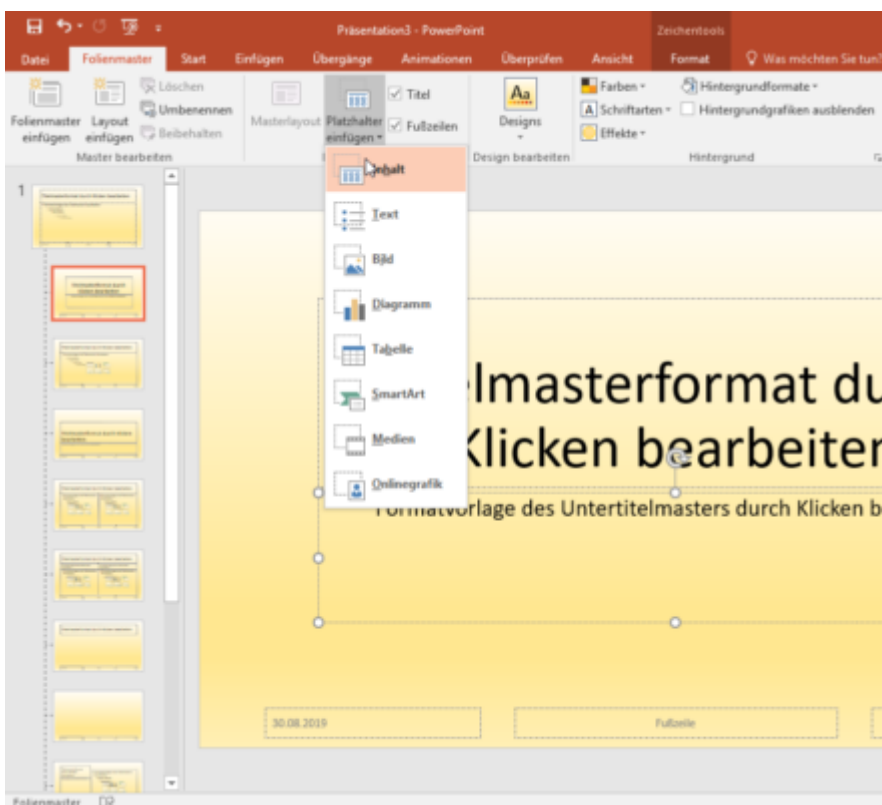 Präsentation3 - PowerPoint
Zeichentools
Datei Folienmaster Start Einfügen Übergänge Animationen Überprüfen Ansicht Format Was möchten Sie tun?
Folienmaster einfügen
Layout einfügen
Löschen
Umbenennen
Beibehalten
Master bearbeiten
Masterlayout
Platzhalter einfügen
Titel
Fußzeilen
Aa
Designs
Design bearbeiten
Farben
A Schriftarten
Effekte
Hintergrundformate
Hintergrundgrafiken ausblenden
Hintergrund
Inhalt
Text
Bild
Diagramm
Tabelle
SmartArt
Medien
Onlinegrafik
1
lmasterformat du
Klicken bearbeiten
Formatvorlage des Untertitelmasters durch Klicken b
30.08.2019
Fußzeile
Folienmaster